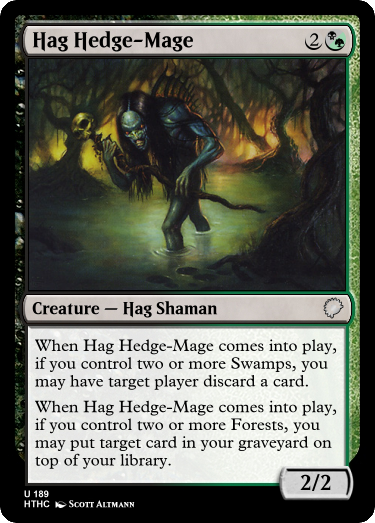 Hag Hedge-Mage 2
Creature — Hag Shaman
When Hag Hedge-Mage comes into play,
if you control two or more Swamps, you
may have target player discard a card.
When Hag Hedge-Mage comes into play,
if you control two or more Forests, you
may put target card in your graveyard on
top of your library.
2/2
U 189
HTHC Scott Altmann